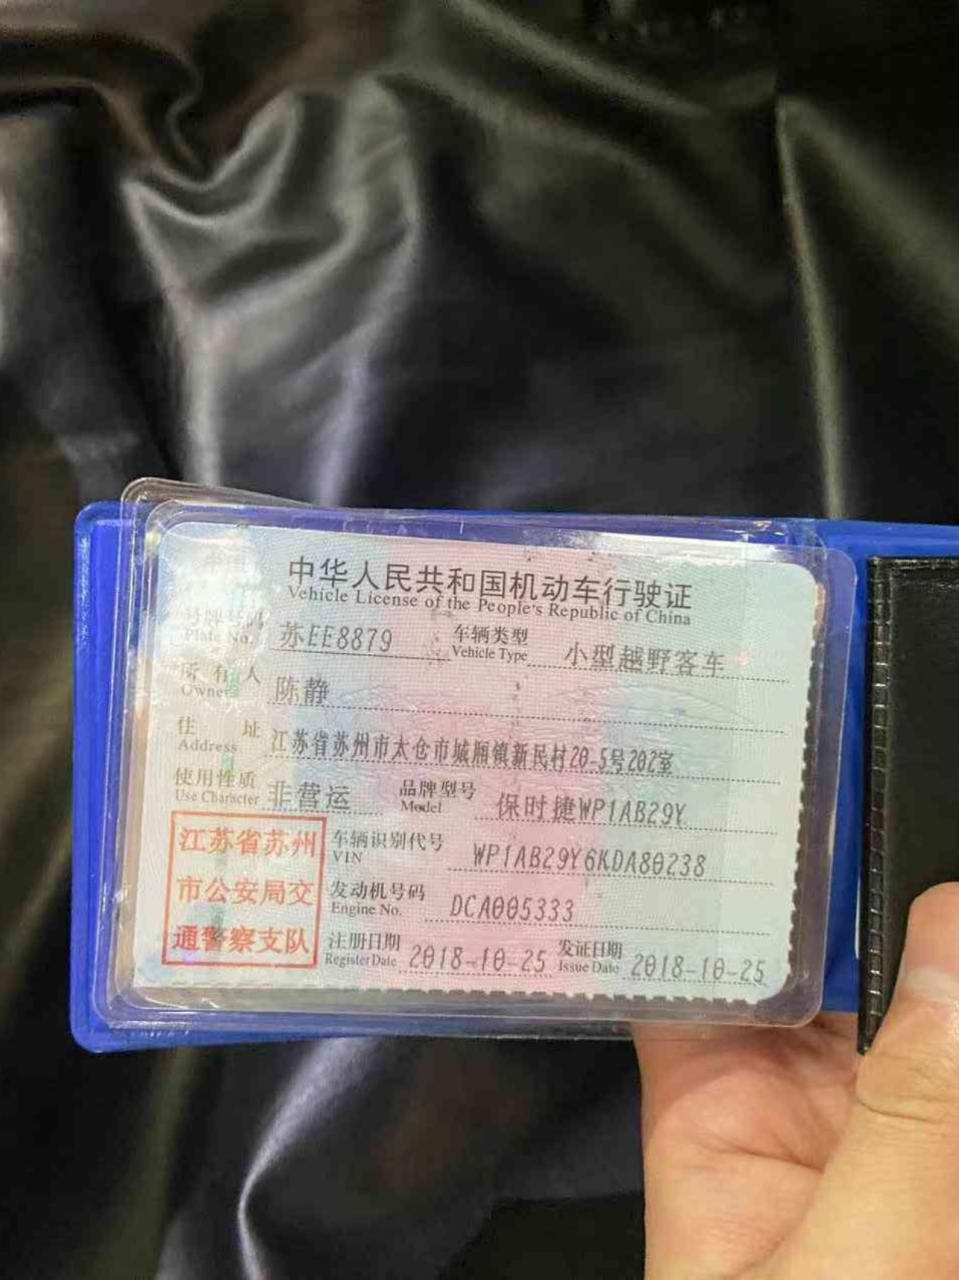 中华人民共和国机动车行驶证
Vehicle License of the People's Republic of China
号牌号码 苏EE8879 车辆类型 小型越野客车
Plate No. Vehicle Type
所有人 陈静
Owner
住址 江苏省苏州市太仓市城厢镇新民村20-5号202室
Address
使用性质 非营运 品牌型号 保时捷WP1AB29Y
Use Character Model
江苏省苏州
市公安局交
通警察支队
车辆识别代号 WP1AB29Y6KDA80238
VIN
发动机号码 DCA005333
Engine No.
注册日期 2018-10-25 发证日期 2018-10-25
Register Date Issue Date